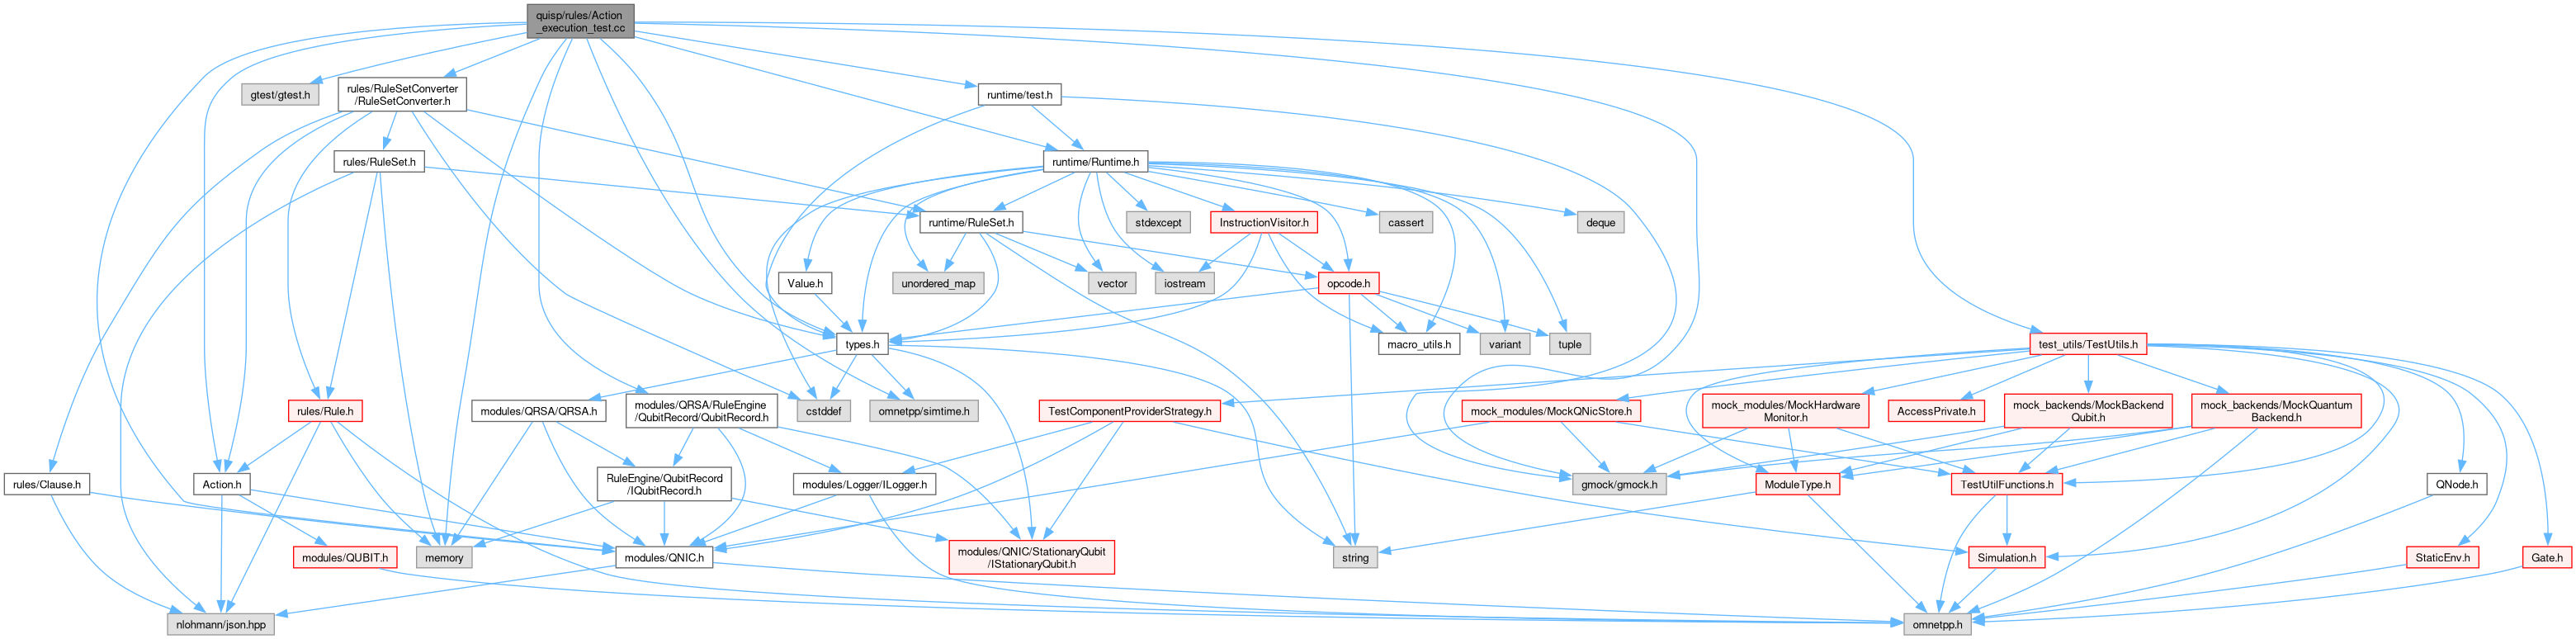 quisp/rules/Action
_execution_test.cc
gtest/gtest.h
rules/RuleSetConverter
/RuleSetConverter.h
runtime/test.h
rules/RuleSet.h
runtime/Runtime.h
runtime/RuleSet.h
stdexcept
InstructionVisitor.h
cassert
deque
Value.h
unordered_map
vector
iostream
opcode.h
types.h
macro_utils.h
variant
tuple
test_utils/TestUtils.h
rules/Rule.h
modules/QRSA/QRSA.h
modules/QRSA/RuleEngine
/QubitRecord/QubitRecord.h
cstddef
omnetpp/simtime.h
TestComponentProviderStrategy.h
mock_modules/MockQNicStore.h
mock_modules/MockHardware
Monitor.h
AccessPrivate.h
mock_backends/MockBackend
Qubit.h
mock_backends/MockQuantum
Backend.h
rules/Clause.h
Action.h
RuleEngine/QubitRecord
/IQubitRecord.h
modules/Logger/ILogger.h
gmock/gmock.h
ModuleType.h
TestUtilFunctions.h
QNode.h
modules/QUBIT.h
memory
modules/QNIC.h
modules/QNIC/StationaryQubit
/IStationaryQubit.h
string
Simulation.h
StaticEnv.h
Gate.h
nlohmann/json.hpp
omnetpp.h